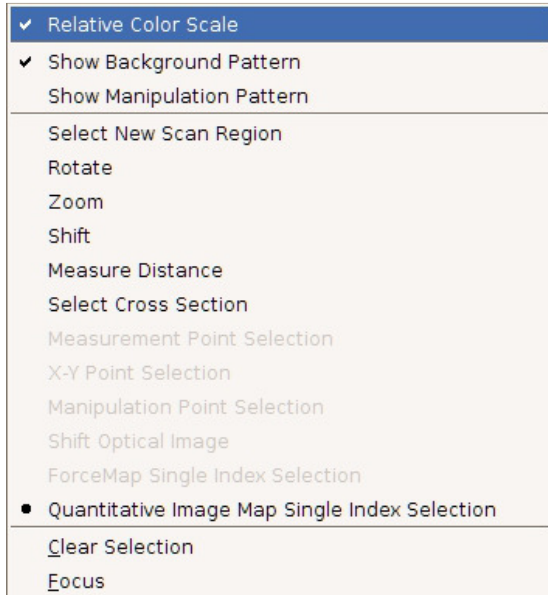 Relative Color Scale
Show Background Pattern
Show Manipulation Pattern
Select New Scan Region
Rotate
Zoom
Shift
Measure Distance
Select Cross Section
Measurement Point Selection
X-Y Point Selection
Manipulation Point Selection
Shift Optical Image
ForceMap Single Index Selection
Quantitative Image Map Single Index Selection
Clear Selection
Focus